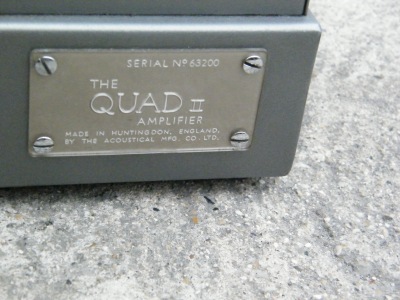 SERIAL Nº 63200
THE
QUAD II
AMPLIFIER
MADE IN HUNTINGDON, ENGLAND,
BY THE ACOUSTICAL MFG. CO. LTD.